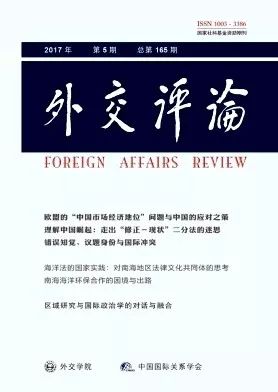 ISSN 1003-3386
国家社科基金资助期刊
2017年 第5期 总第165期
外交评论
FOREIGN AFFAIRS REVIEW
欧盟的“中国市场经济地位”问题与中国的应对之策
理解中国崛起：走出“修正－现状”二分法的迷思
错误知觉、议题身份与国际冲突
海洋法的国家实践：对南海地区法律文化共同体的思考
南海海洋环保合作的困境与出路
区域研究与国际政治学的对话与融合
外交学院
中国国际关系学会